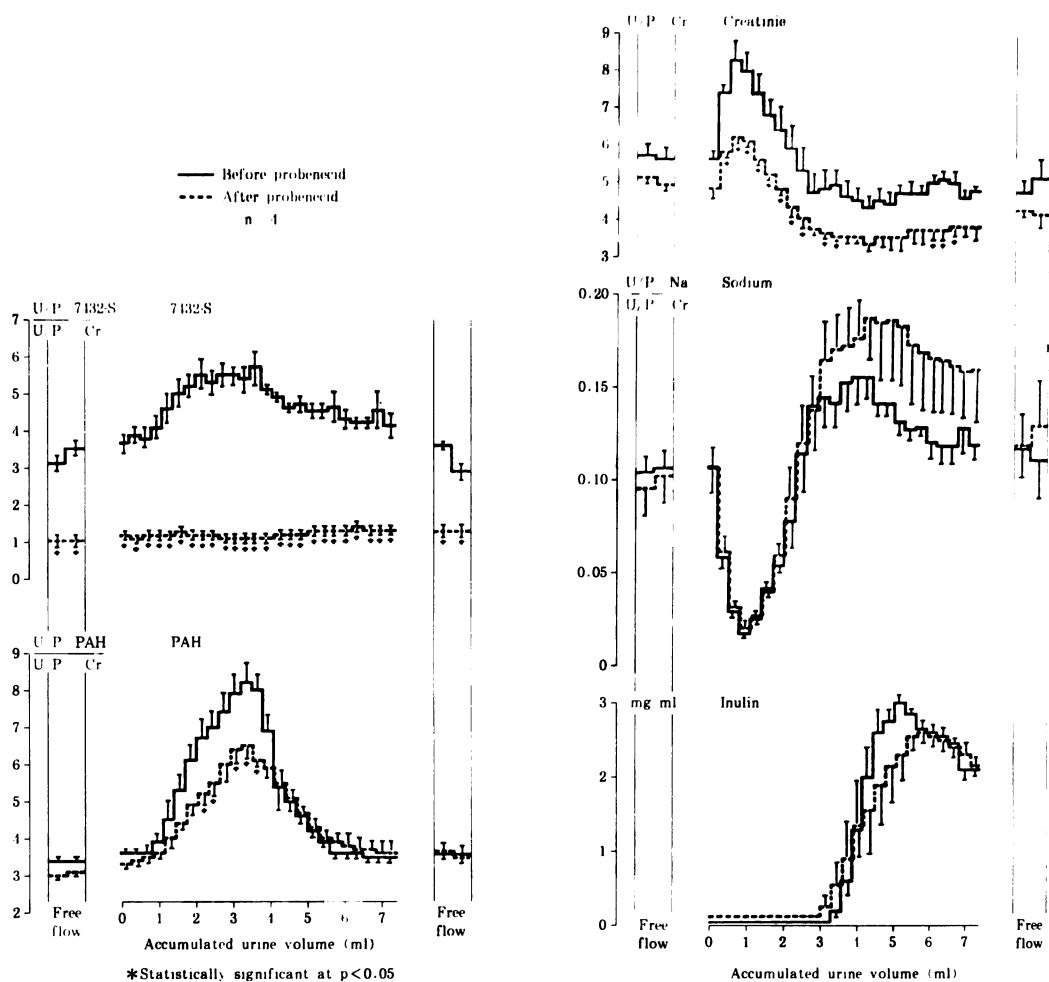 Before probenecid
After probenecid
n 4
U/P 7432-S
U/P Cr
7432-S
7
6
5
4
3
2
1
0
U P PAH
U P Cr
PAH
9
8
7
6
5
4
3
2
Free flow
0 1 2 3 4 5 6 7
Free flow
Accumulated urine volume (ml)
*Statistically significant at p<0.05
U/P Cr
Creatinie
9
8
7
6
5
4
3
U/P Na
U/P Cr
Sodium
0.20
0.15
0.10
0.05
0
mg ml
Inulin
3
2
1
0
Free flow
0 1 2 3 4 5 6 7
Free flow
Accumulated urine volume (ml)